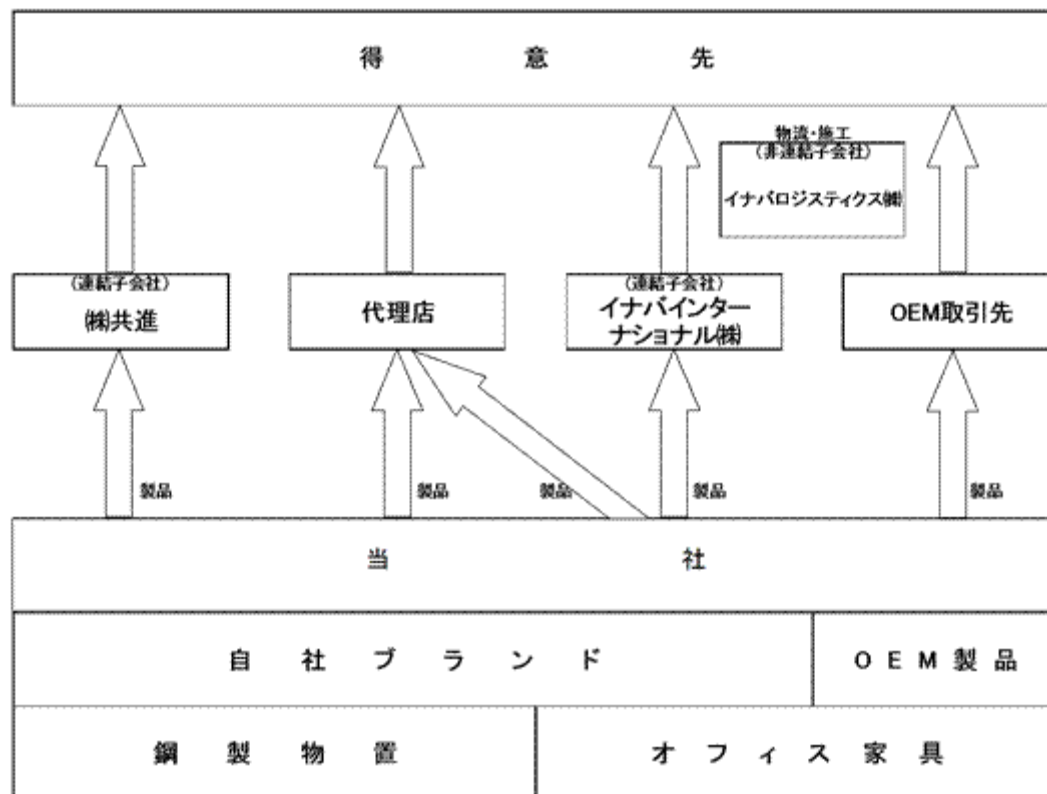 得意先
物流・施工
(非連結子会社)
イナバロジスティクス㈱
(連結子会社)
㈱共進
代理店
(連結子会社)
イナバインター
ナショナル㈱
OEM取引先
製品
製品
製品
製品
製品
当社
自社ブランド
OEM製品
鋼製物置
オフィス家具